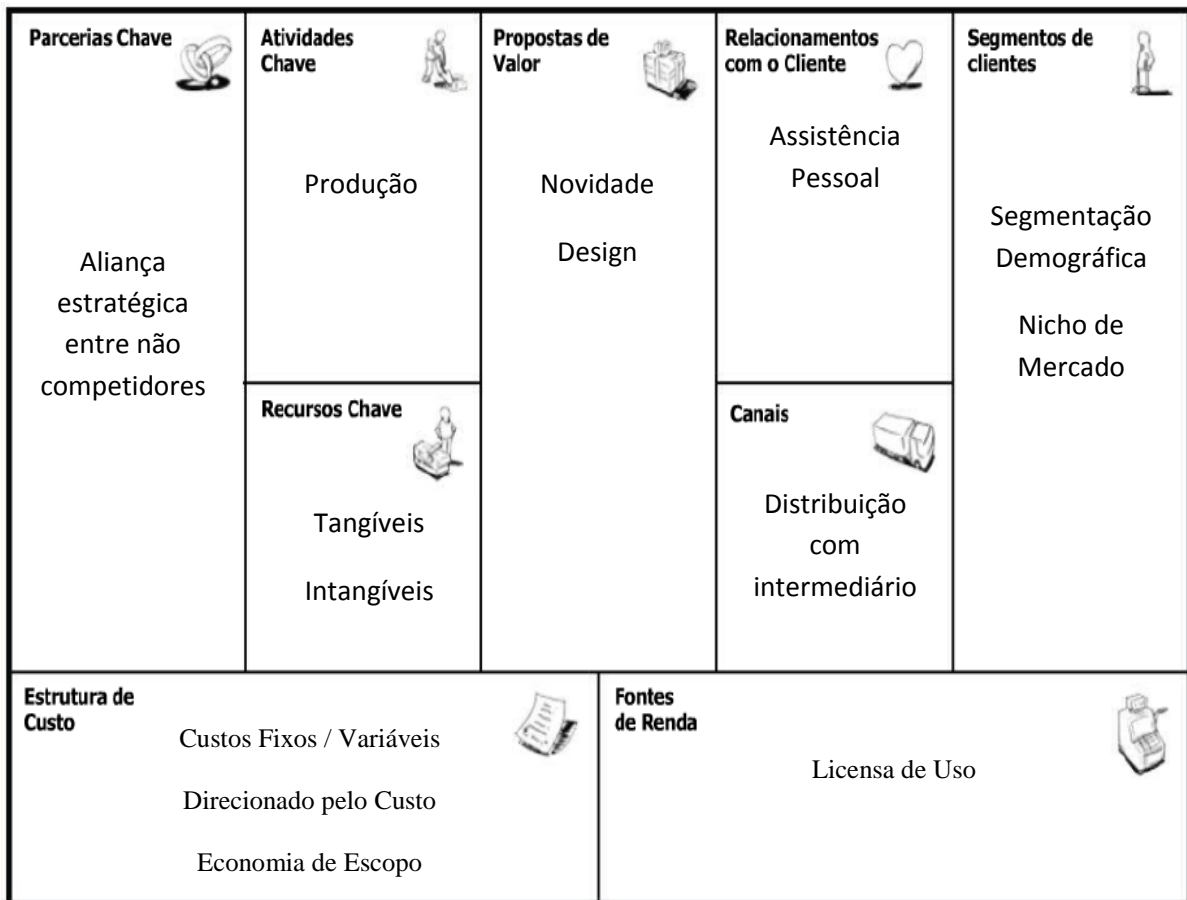 Parcerias Chave
Aliança
estratégica
entre não
competidores
Atividades
Chave
Produção
Recursos Chave
Tangíveis
Intangíveis
Propostas de
Valor
Novidade
Design
Relacionamentos
com o Cliente
Assistência
Pessoal
Canais
Distribuição
com
intermediário
Segmentos de
clientes
Segmentação
Demográfica
Nicho de
Mercado
Estrutura de
Custo
Custos Fixos / Variáveis
Direcionado pelo Custo
Economia de Escopo
Fontes
de Renda
Licensa de Uso